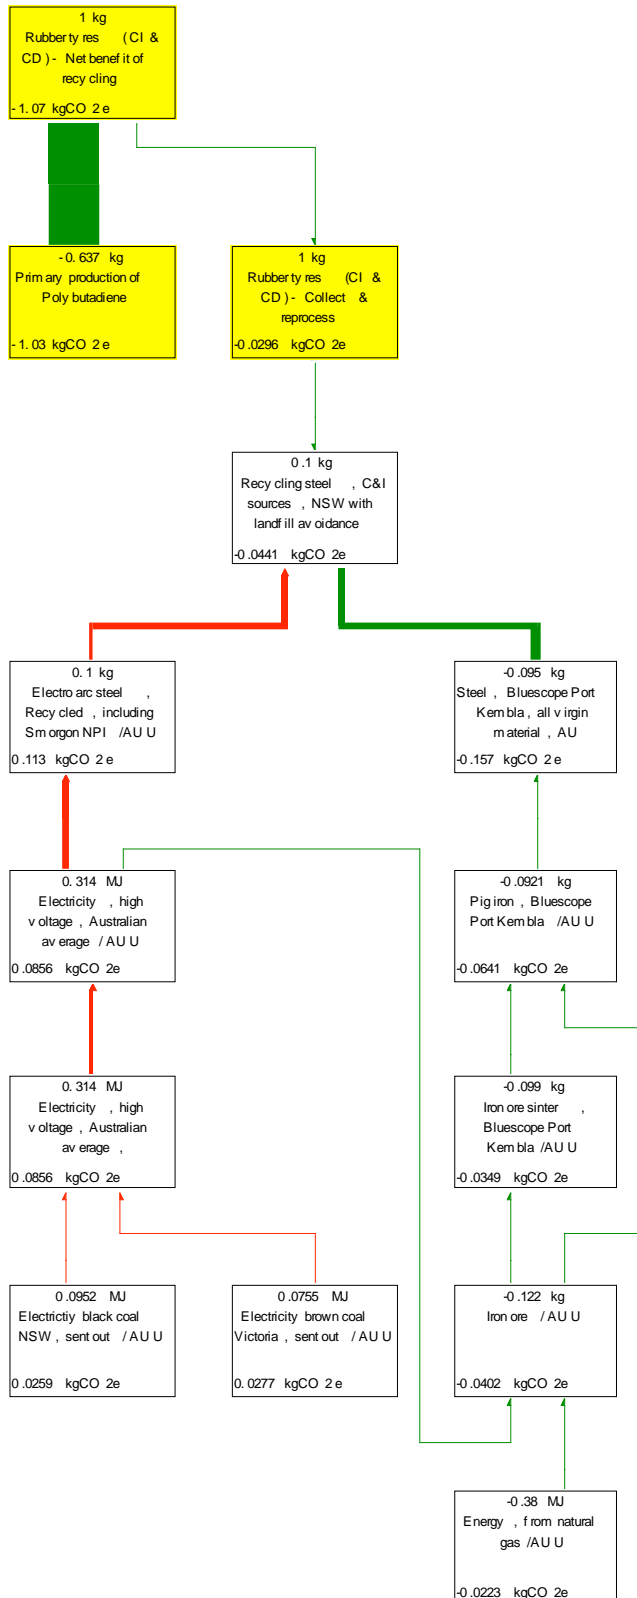 1 kg
Rubber tyres (CI &
CD) - Net benefit of
recycling
-1.07 kgCO2e
-0.637 kg
Primary production of
Polybutadiene
-1.03 kgCO2e
1 kg
Rubber tyres (CI &
CD) - Collect &
reprocess
-0.0296 kgCO2e
0.1 kg
Recycling steel, C&I
sources, NSW with
landfill avoidance
-0.0441 kgCO2e
0.1 kg
Electro arc steel,
Recycled, including
Smorgon NPI /AU U
0.113 kgCO2e
-0.095 kg
Steel, Bluescope Port
Kembla, all virgin
material, AU
-0.157 kgCO2e
0.314 MJ
Electricity, high
voltage, Australian
average /AU U
0.0856 kgCO2e
-0.0921 kg
Pig iron, Bluescope
Port Kembla /AU U
-0.0641 kgCO2e
0.314 MJ
Electricity, high
voltage, Australian
average,
0.0856 kgCO2e
-0.099 kg
Iron ore sinter,
Bluescope Port
Kembla /AU U
-0.0349 kgCO2e
0.0952 MJ
Electrictiy black coal
NSW, sent out /AU U
0.0259 kgCO2e
0.0755 MJ
Electricity brown coal
Victoria, sent out /AU U
0.0277 kgCO2e
-0.122 kg
Iron ore /AU U
-0.0402 kgCO2e
-0.38 MJ
Energy, from natural
gas /AU U
-0.0223 kgCO2e